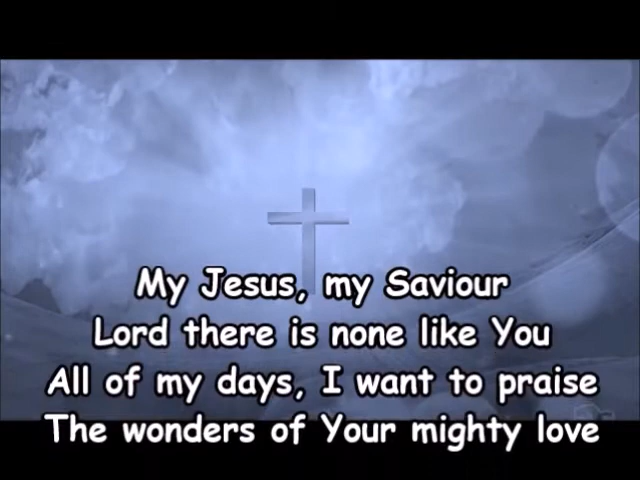 My Jesus, my Saviour
Lord there is none like You
All of my days, I want to praise
The wonders of Your mighty love